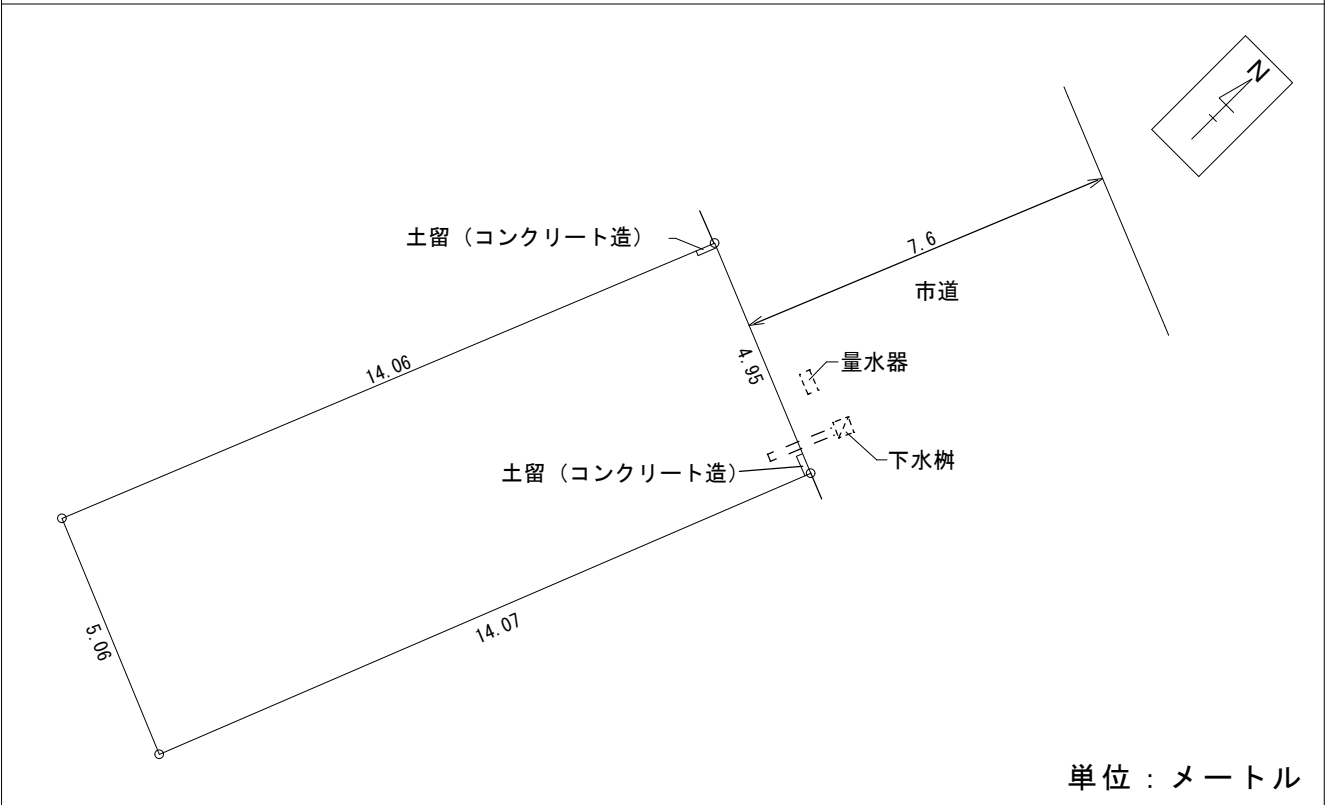 N
土留（コンクリート造）
7.6
市道
14.06
4.95
量水器
下水桝
土留（コンクリート造）
5.06
14.07
単位：メートル